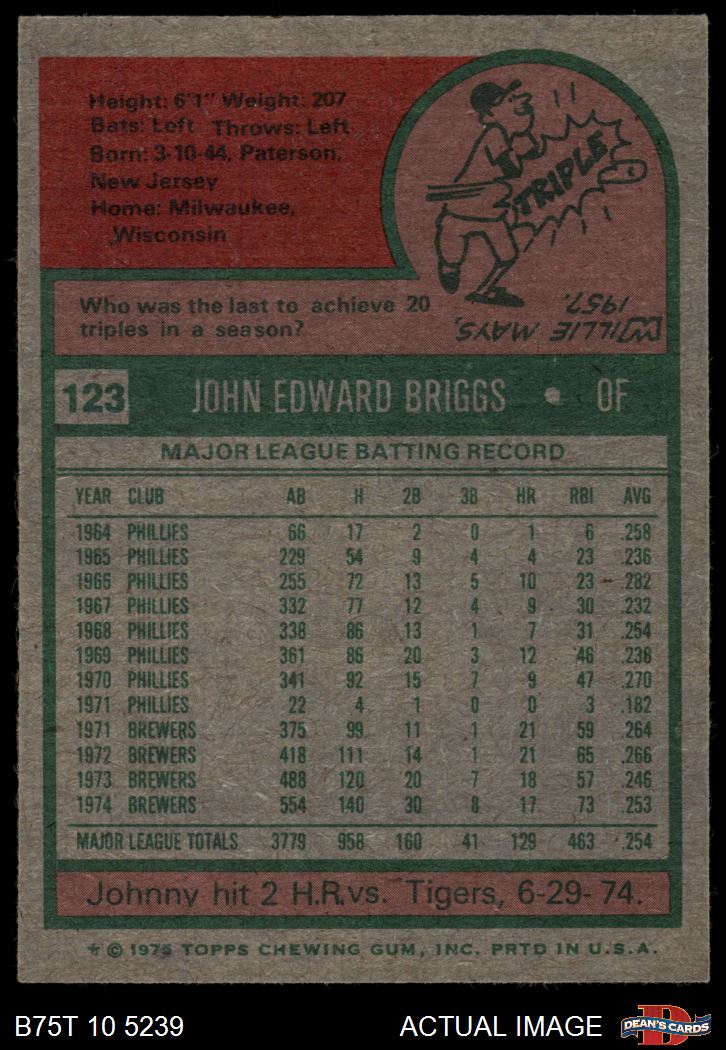 Height: 6'1" Weight: 207
Bats: Left Throws: Left
Born: 3-10-44, Paterson,
New Jersey
Home: Milwaukee,
Wisconsin
TRIPLE
Who was the last to achieve 20
triples in a season?
WILLIE MAYS,
1957.
123 JOHN EDWARD BRIGGS • OF
MAJOR LEAGUE BATTING RECORD
YEAR CLUB AB H 2B 3B HR RBI AVG
1964 PHILLIES 66 17 2 0 1 6 .258
1965 PHILLIES 229 54 9 4 4 23 .236
1966 PHILLIES 255 72 13 5 10 23 .282
1967 PHILLIES 332 77 12 4 9 30 .232
1968 PHILLIES 338 86 13 1 7 31 .254
1969 PHILLIES 361 86 20 3 12 46 .238
1970 PHILLIES 341 92 15 7 9 47 .270
1971 PHILLIES 22 4 1 0 0 3 .182
1971 BREWERS 375 99 11 1 21 59 .264
1972 BREWERS 418 111 14 1 21 65 .266
1973 BREWERS 488 120 20 7 18 57 .246
1974 BREWERS 554 140 30 8 17 73 .253
MAJOR LEAGUE TOTALS 3779 958 160 41 129 463 .254
Johnny hit 2 H.R. vs. Tigers, 6-29-74.
* © 1975 TOPPS CHEWING GUM, INC. PRTD IN U.S.A.
B75T 10 5239 ACTUAL IMAGE
D
DEAN'S CARDS